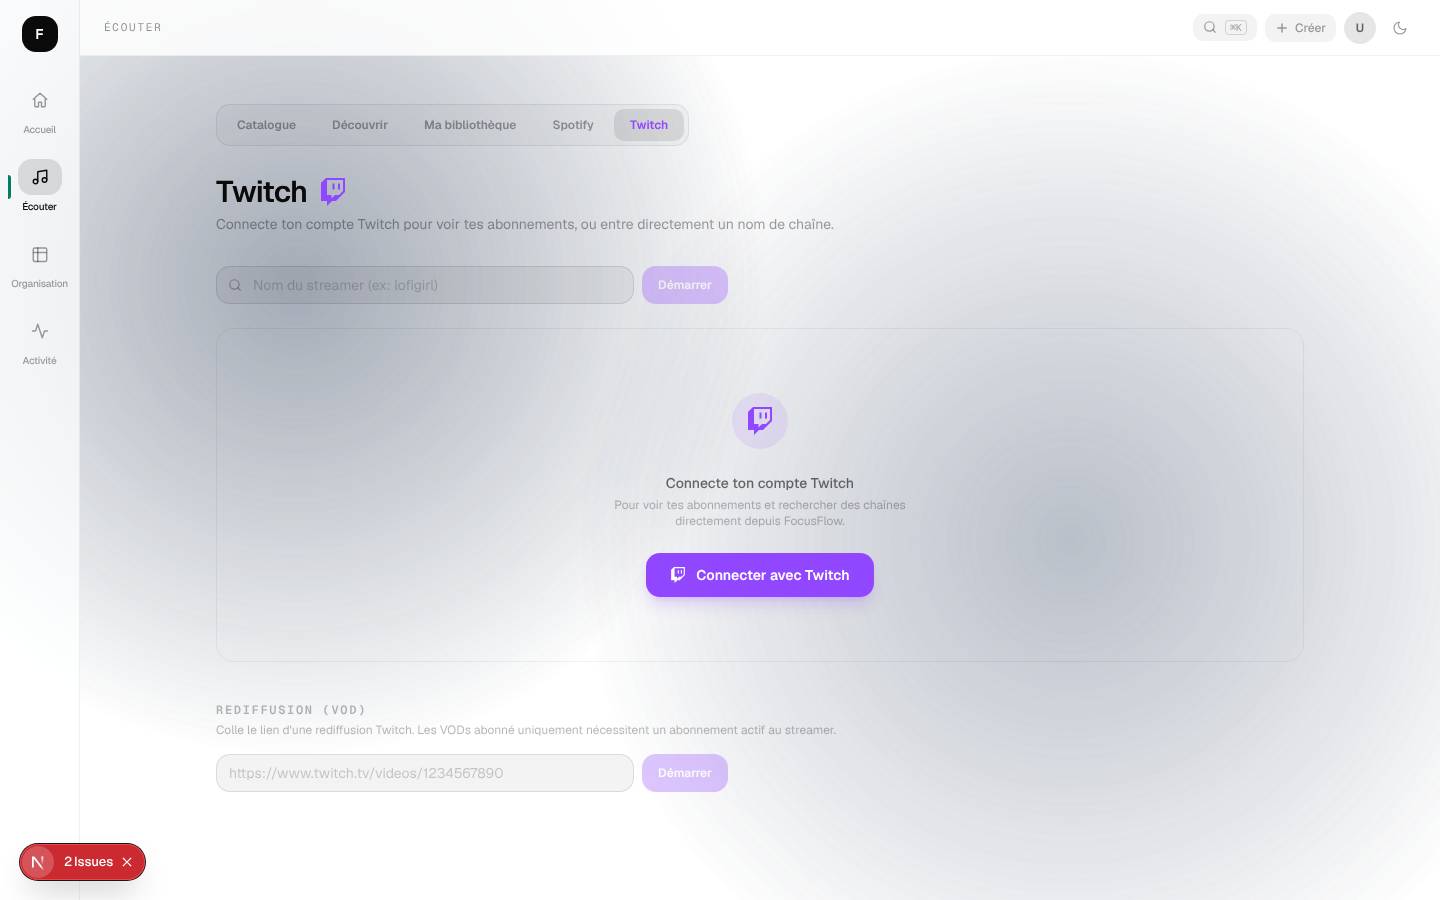 F
ÉCOUTER
⌘K
Créer
U
Accueil
Écouter
Organisation
Activité
Catalogue
Découvrir
Ma bibliothèque
Spotify
Twitch
Twitch
Connecte ton compte Twitch pour voir tes abonnements, ou entre directement un nom de chaîne.
Nom du streamer (ex: lofigirl)
Démarrer
Connecte ton compte Twitch
Pour voir tes abonnements et rechercher des chaînes
directement depuis FocusFlow.
Connecter avec Twitch
REDIFFUSION (VOD)
Colle le lien d'une rediffusion Twitch. Les VODs abonné uniquement nécessitent un abonnement actif au streamer.
https://www.twitch.tv/videos/1234567890
Démarrer
N
2 Issues